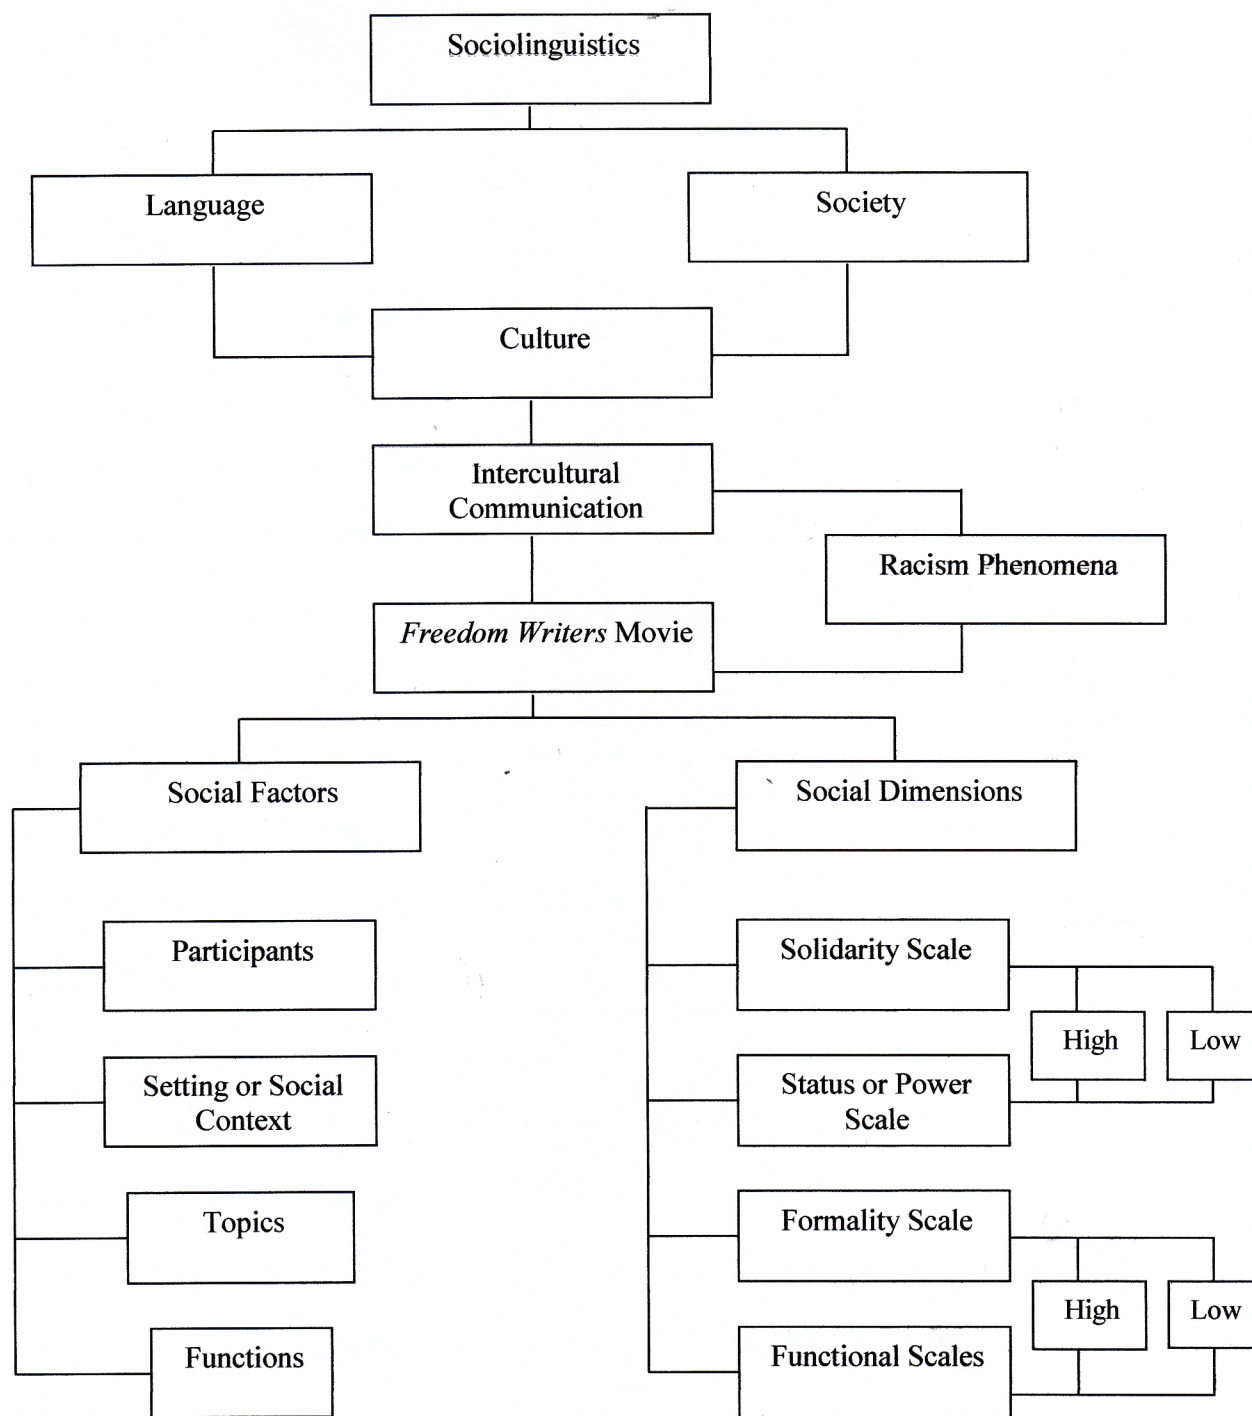 Sociolinguistics
Language
Society
Culture
Intercultural
Communication
Racism Phenomena
Freedom Writers Movie
Social Factors
Social Dimensions
Participants
Solidarity Scale
High
Low
Setting or Social
Context
Status or Power
Scale
Topics
Formality Scale
High
Low
Functions
Functional Scales